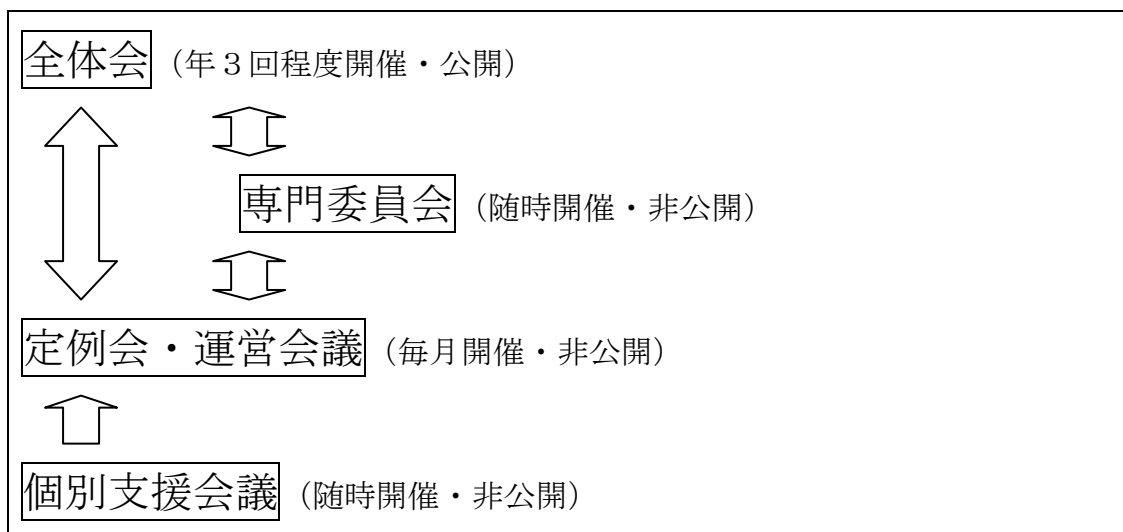 全体会（年３回程度開催・公開）
専門委員会（随時開催・非公開）
定例会・運営会議（毎月開催・非公開）
個別支援会議（随時開催・非公開）